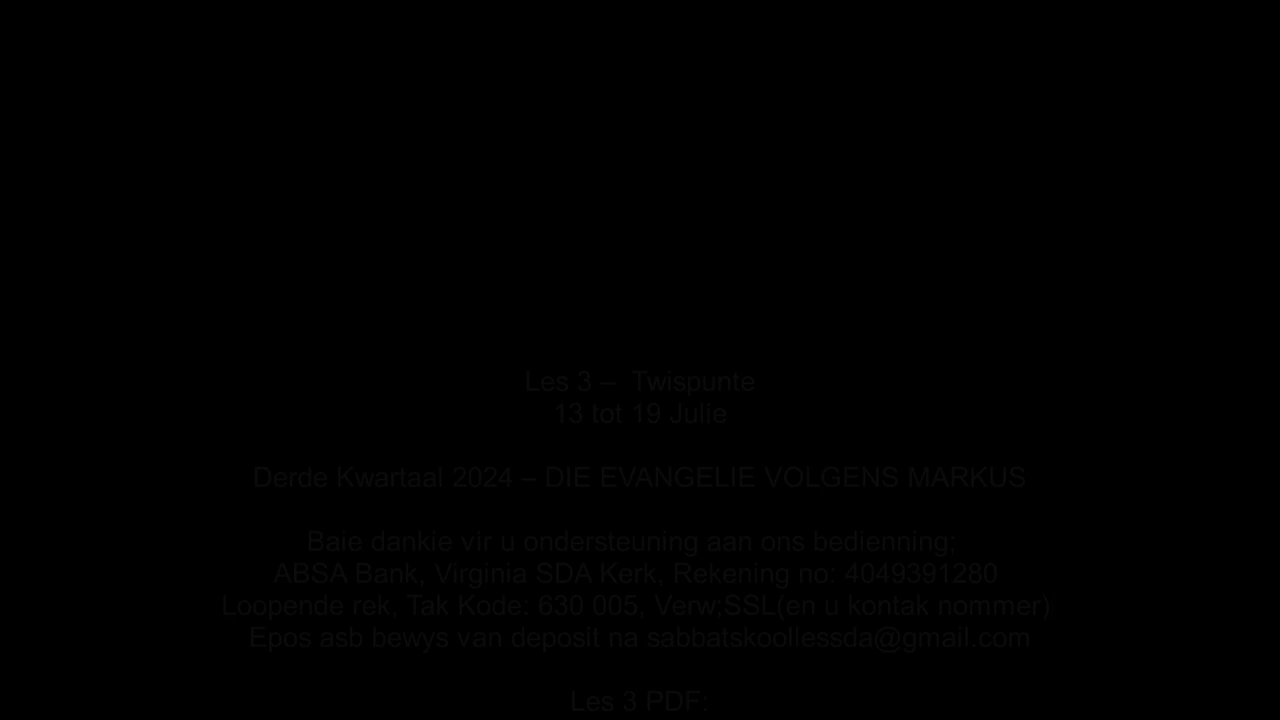 Les 3 – Twispunte
13 tot 19 Julie
Derde Kwartaal 2024 – DIE EVANGELIE VOLGENS MARKUS
Baie dankie vir u ondersteuning aan ons bedienning;
ABSA Bank, Virginia SDA Kerk, Rekening no: 4049391280
Loopende rek, Tak Kode: 630 005, Verw;SSL(en u kontak nommer)
Epos asb bewys van deposit na sabbatskoollessda@gmail.com
Les 3 PDF: